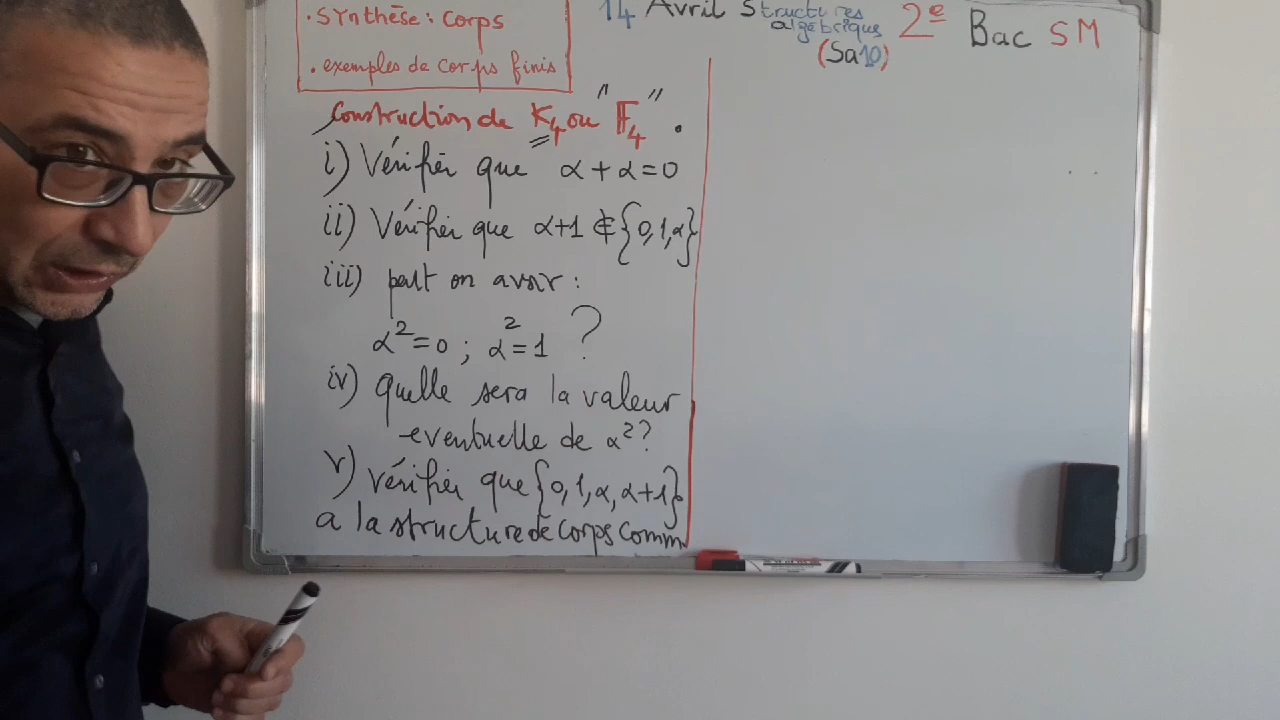 . synthèse : corps
. exemples de corps finis
14 Avril Structures algébriques (Sa10)
2e Bac SM
Construction de K4 ou "F4".
i) Vérifier que α + α = 0
ii) Vérifier que α+1 ∉ {0,1,α}
iii) peut on avoir :
α² = 0 ; α² = 1 ?
iv) quelle sera la valeur
eventuelle de α² ?
v) vérifier que {0, 1, α, α+1}
a la structure de corps comm